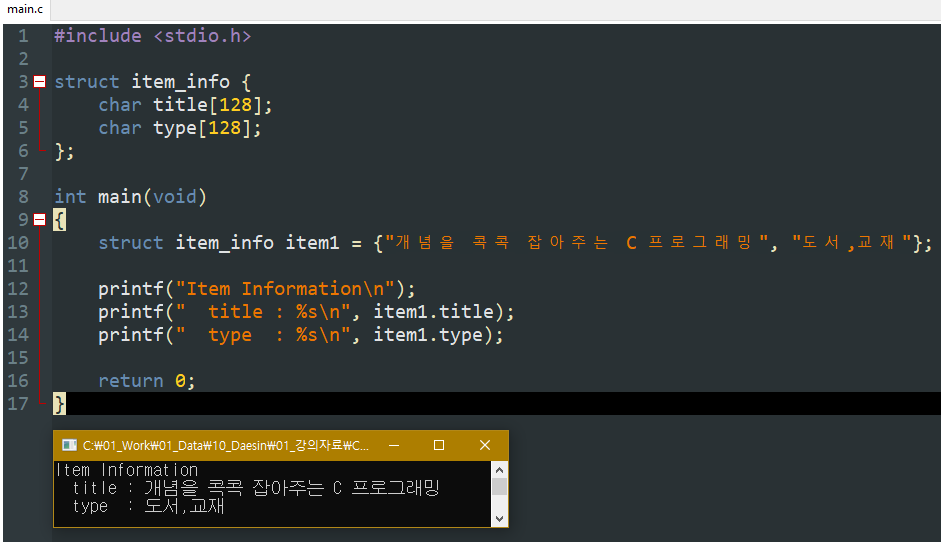 main.c
1 #include <stdio.h>
2
3 struct item_info {
4     char title[128];
5     char type[128];
6 };
7
8 int main(void)
9 {
10     struct item_info item1 = {"개념을 콕콕 잡아주는 C 프로그래밍", "도서,교재"};
11
12     printf("Item Information\n");
13     printf("  title : %s\n", item1.title);
14     printf("  type  : %s\n", item1.type);
15
16     return 0;
17 }
C:₩01_Work₩01_Data₩10_Daesin₩01_강의자료₩C...
Item Information
  title : 개념을 콕콕 잡아주는 C 프로그래밍
  type  : 도서,교재